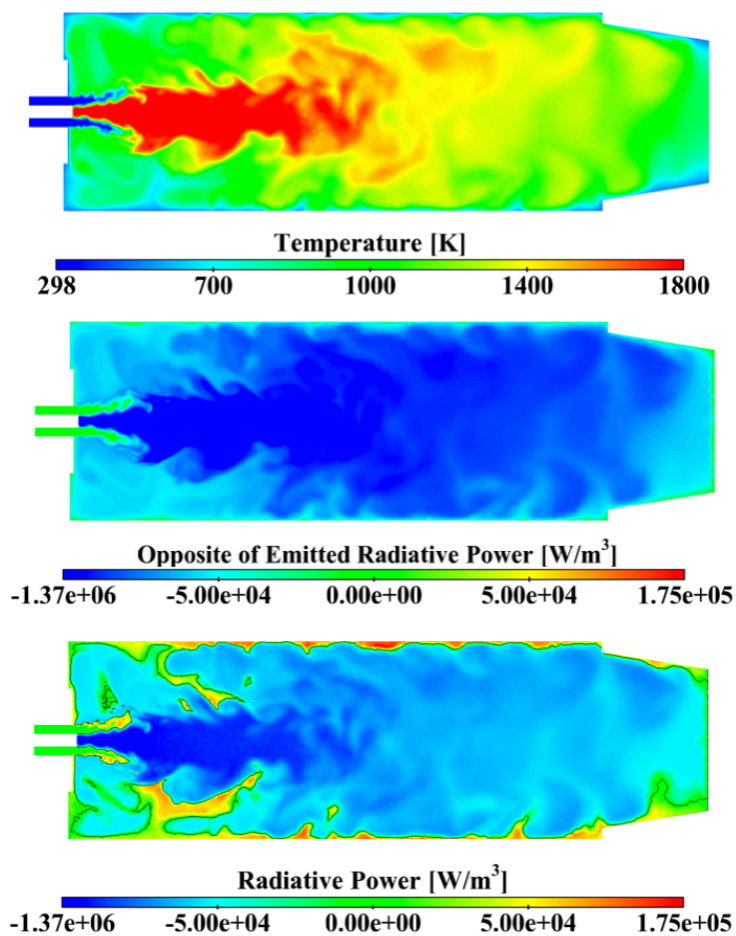 Temperature [K]
298 700 1000 1400 1800
Opposite of Emitted Radiative Power [W/m³]
-1.37e+06 -5.00e+04 0.00e+00 5.00e+04 1.75e+05
Radiative Power [W/m³]
-1.37e+06 -5.00e+04 0.00e+00 5.00e+04 1.75e+05